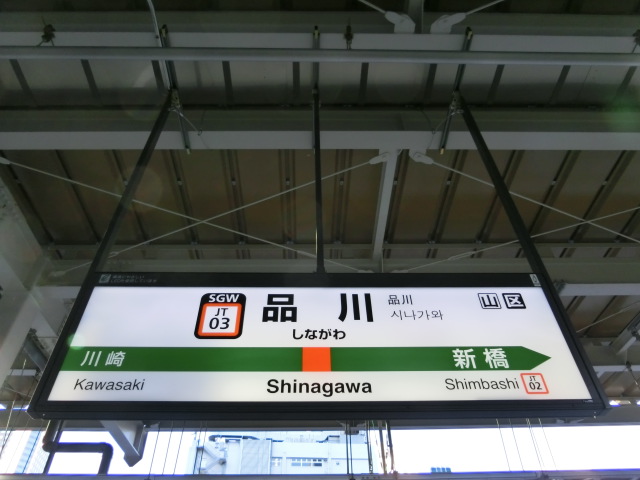 SGW
JT
03
品川
しながわ
品川
시나가와
山 区
川崎
新橋
Kawasaki
Shinagawa
Shimbashi
JT
02